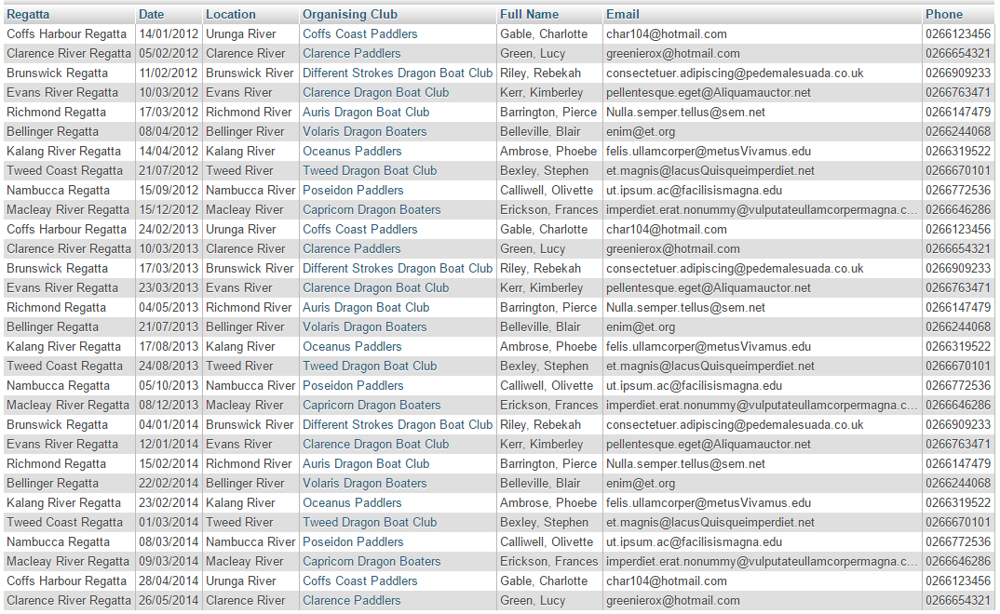 Regatta Date Location Organising Club Full Name Email Phone
Coffs Harbour Regatta 14/01/2012 Urunga River Coffs Coast Paddlers Gable, Charlotte char104@hotmail.com 0266123456
Clarence River Regatta 05/02/2012 Clarence River Clarence Paddlers Green, Lucy greenierox@hotmail.com 0266654321
Brunswick Regatta 11/02/2012 Brunswick River Different Strokes Dragon Boat Club Riley, Rebekah consectetuer.adipiscing@pedemalesuada.co.uk 0266909233
Evans River Regatta 10/03/2012 Evans River Clarence Dragon Boat Club Kerr, Kimberley pellentesque.eget@Aliquamauctor.net 0266763471
Richmond Regatta 17/03/2012 Richmond River Auris Dragon Boat Club Barrington, Pierce Nulla.semper.tellus@sem.net 0266147479
Bellinger Regatta 08/04/2012 Bellinger River Volaris Dragon Boaters Belleville, Blair enim@et.org 0266244068
Kalang River Regatta 14/04/2012 Kalang River Oceanus Paddlers Ambrose, Phoebe felis.ullamcorper@metusVivamus.edu 0266319522
Tweed Coast Regatta 21/07/2012 Tweed River Tweed Dragon Boat Club Bexley, Stephen et.magnis@lacusQuisqueimperdiet.net 0266670101
Nambucca Regatta 15/09/2012 Nambucca River Poseidon Paddlers Calliwell, Olivette ut.ipsum.ac@facilisismagna.edu 0266772536
Macleay River Regatta 15/12/2012 Macleay River Capricorn Dragon Boaters Erickson, Frances imperdiet.erat.nonummy@vulputateullamcorpermagna.c... 0266646286
Coffs Harbour Regatta 24/02/2013 Urunga River Coffs Coast Paddlers Gable, Charlotte char104@hotmail.com 0266123456
Clarence River Regatta 10/03/2013 Clarence River Clarence Paddlers Green, Lucy greenierox@hotmail.com 0266654321
Brunswick Regatta 17/03/2013 Brunswick River Different Strokes Dragon Boat Club Riley, Rebekah consectetuer.adipiscing@pedemalesuada.co.uk 0266909233
Evans River Regatta 23/03/2013 Evans River Clarence Dragon Boat Club Kerr, Kimberley pellentesque.eget@Aliquamauctor.net 0266763471
Richmond Regatta 04/05/2013 Richmond River Auris Dragon Boat Club Barrington, Pierce Nulla.semper.tellus@sem.net 0266147479
Bellinger Regatta 21/07/2013 Bellinger River Volaris Dragon Boaters Belleville, Blair enim@et.org 0266244068
Kalang River Regatta 17/08/2013 Kalang River Oceanus Paddlers Ambrose, Phoebe felis.ullamcorper@metusVivamus.edu 0266319522
Tweed Coast Regatta 24/08/2013 Tweed River Tweed Dragon Boat Club Bexley, Stephen et.magnis@lacusQuisqueimperdiet.net 0266670101
Nambucca Regatta 05/10/2013 Nambucca River Poseidon Paddlers Calliwell, Olivette ut.ipsum.ac@facilisismagna.edu 0266772536
Macleay River Regatta 08/12/2013 Macleay River Capricorn Dragon Boaters Erickson, Frances imperdiet.erat.nonummy@vulputateullamcorpermagna.c... 0266646286
Brunswick Regatta 04/01/2014 Brunswick River Different Strokes Dragon Boat Club Riley, Rebekah consectetuer.adipiscing@pedemalesuada.co.uk 0266909233
Evans River Regatta 12/01/2014 Evans River Clarence Dragon Boat Club Kerr, Kimberley pellentesque.eget@Aliquamauctor.net 0266763471
Richmond Regatta 15/02/2014 Richmond River Auris Dragon Boat Club Barrington, Pierce Nulla.semper.tellus@sem.net 0266147479
Bellinger Regatta 22/02/2014 Bellinger River Volaris Dragon Boaters Belleville, Blair enim@et.org 0266244068
Kalang River Regatta 23/02/2014 Kalang River Oceanus Paddlers Ambrose, Phoebe felis.ullamcorper@metusVivamus.edu 0266319522
Tweed Coast Regatta 01/03/2014 Tweed River Tweed Dragon Boat Club Bexley, Stephen et.magnis@lacusQuisqueimperdiet.net 0266670101
Nambucca Regatta 08/03/2014 Nambucca River Poseidon Paddlers Calliwell, Olivette ut.ipsum.ac@facilisismagna.edu 0266772536
Macleay River Regatta 09/03/2014 Macleay River Capricorn Dragon Boaters Erickson, Frances imperdiet.erat.nonummy@vulputateullamcorpermagna.c... 0266646286
Coffs Harbour Regatta 28/04/2014 Urunga River Coffs Coast Paddlers Gable, Charlotte char104@hotmail.com 0266123456
Clarence River Regatta 26/05/2014 Clarence River Clarence Paddlers Green, Lucy greenierox@hotmail.com 0266654321